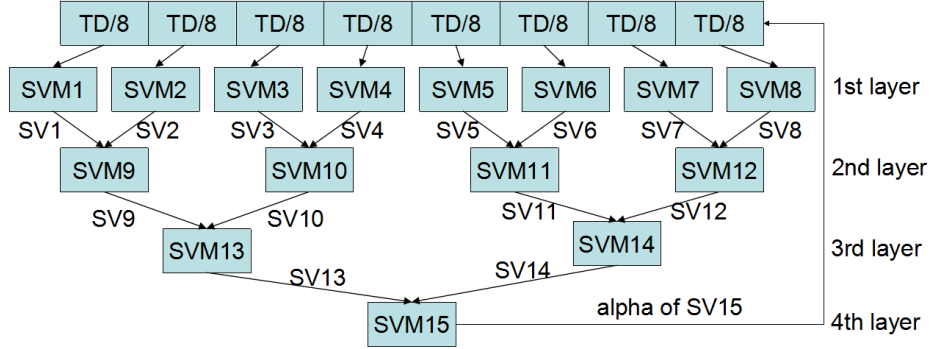 TD/8 TD/8 TD/8 TD/8 TD/8 TD/8 TD/8 TD/8
SVM1 SVM2 SVM3 SVM4 SVM5 SVM6 SVM7 SVM8 1st layer
SV1 SV2 SV3 SV4 SV5 SV6 SV7 SV8
SVM9 SVM10 SVM11 SVM12 2nd layer
SV9 SV10 SV11 SV12
SVM13 SVM14 3rd layer
SV13 SV14
alpha of SV15
SVM15 4th layer